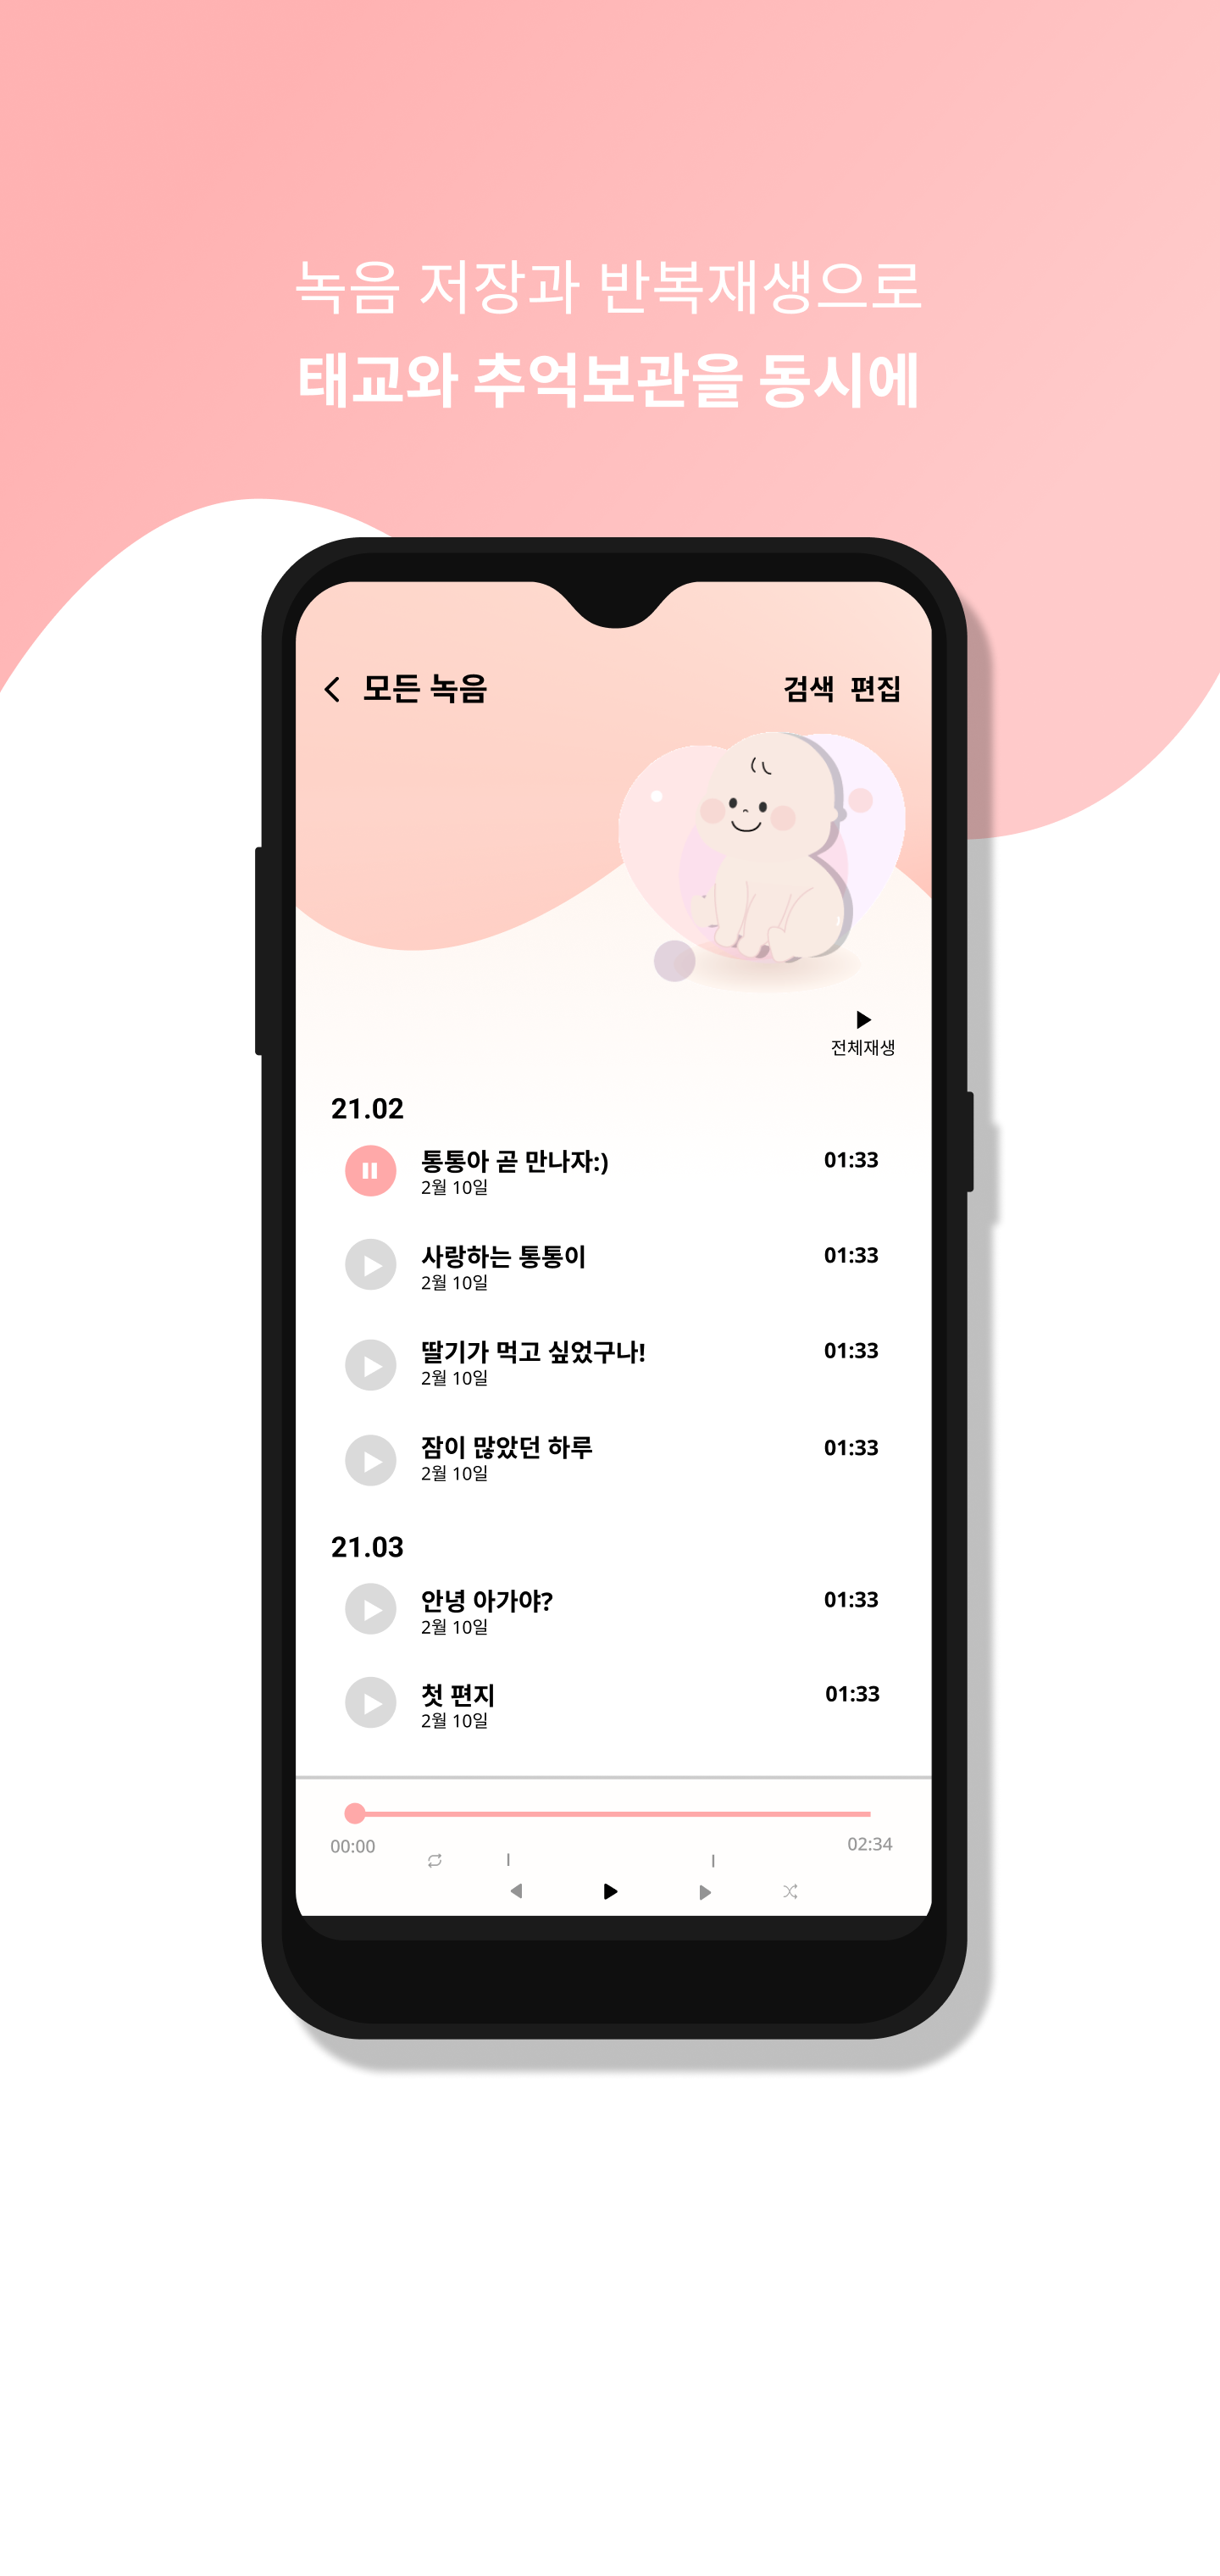 녹음 저장과 반복재생으로
태교와 추억보관을 동시에
모든 녹음
검색 편집
전체재생
21.02
통통아 곧 만나자:)
01:33
2월 10일
사랑하는 통통이
01:33
2월 10일
딸기가 먹고 싶었구나!
01:33
2월 10일
잠이 많았던 하루
01:33
2월 10일
21.03
안녕 아가야?
01:33
2월 10일
첫 편지
01:33
2월 10일
00:00
02:34